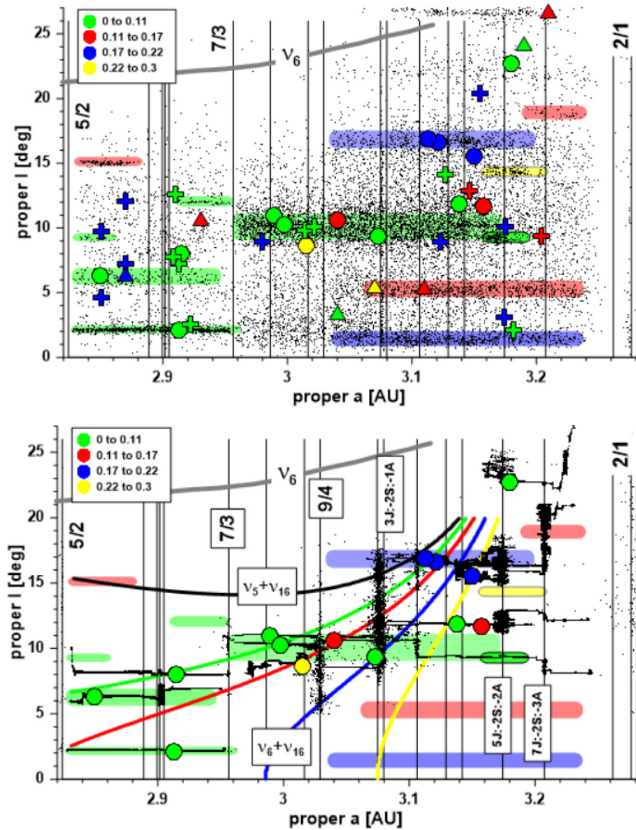 0 to 0.11
0.11 to 0.17
0.17 to 0.22
0.22 to 0.3
7/3
ν6
2/1
5/2
25
20
15
10
5
0
proper I [deg]
2.9
3
3.1
3.2
proper a [AU]
0 to 0.11
0.11 to 0.17
0.17 to 0.22
0.22 to 0.3
ν6
2/1
5/2
7/3
9/4
3J:-2S:-1A
25
20
15
10
5
0
proper I [deg]
ν5+ν16
ν6+ν16
5J:-2S:-2A
7J:-2S:-3A
2.9
3
3.1
3.2
proper a [AU]